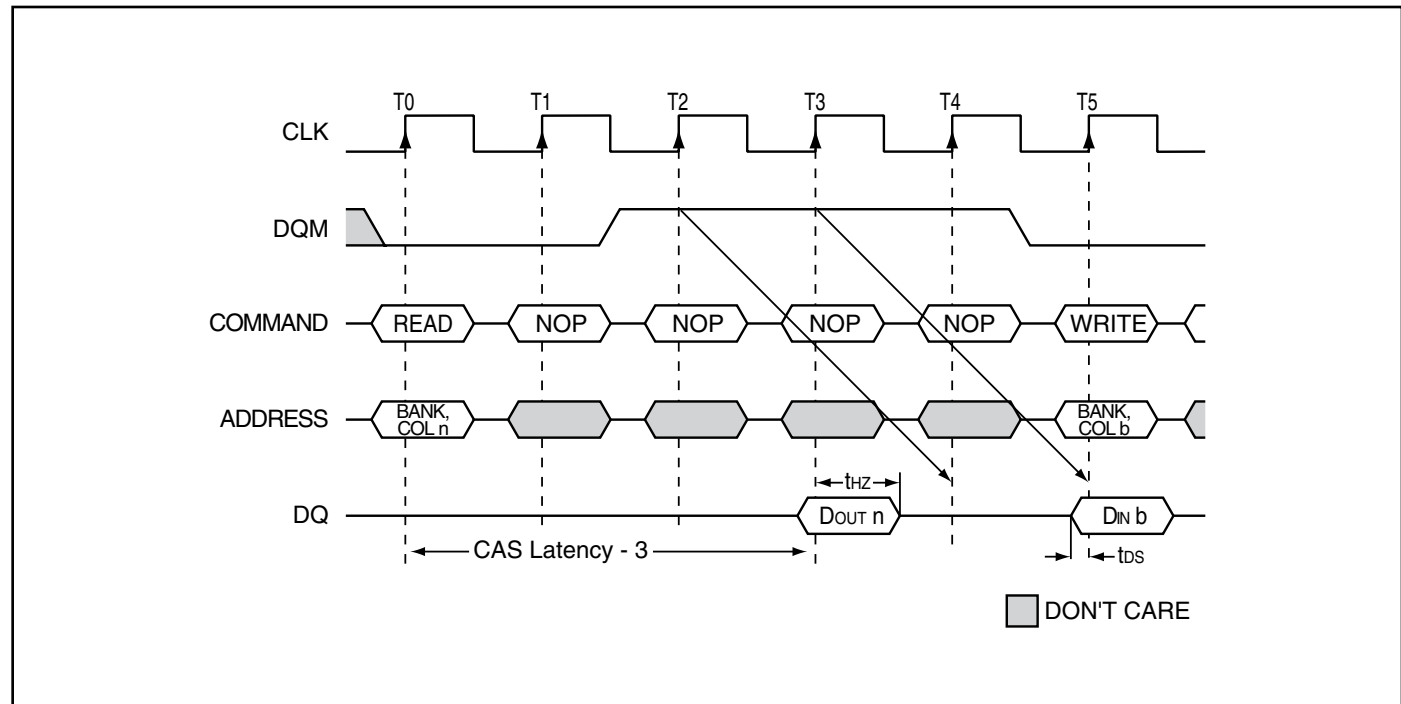 T0 T1 T2 T3 T4 T5
CLK
DQM
COMMAND READ NOP NOP NOP NOP WRITE
ADDRESS BANK, COL n BANK, COL b
tHZ
DQ DOUT n DIN b
CAS Latency - 3 tDS
DON'T CARE